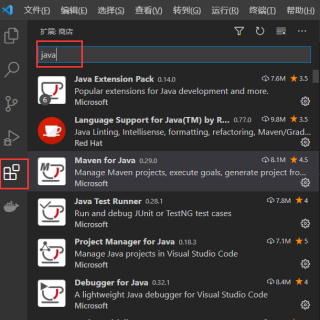 文件(F) 编辑(E) 选择(S) 查看(V) 转到(G) 运行(R) 终端(T) 帮助(H)
扩展: 商店
java
Java Extension Pack 0.14.0 7.6M 3.5
Popular extensions for Java development and more.
Microsoft
6
Language Support for Java(TM) by R... 0.77.0 9.8M 3.5
Java Linting, Intellisense, formatting, refactoring, Maven/Grad...
Red Hat
Maven for Java 0.29.0 8.1M 4.5
Manage Maven projects, execute goals, generate project fro...
Microsoft
Java Test Runner 0.28.1 7.8M 4
Run and debug JUnit or TestNG test cases
Microsoft
Project Manager for Java 0.18.3 7.1M 5
Manage Java projects in Visual Studio Code
Microsoft
Debugger for Java 0.32.1 8.4M 4
A lightweight Java debugger for Visual Studio Code
Microsoft